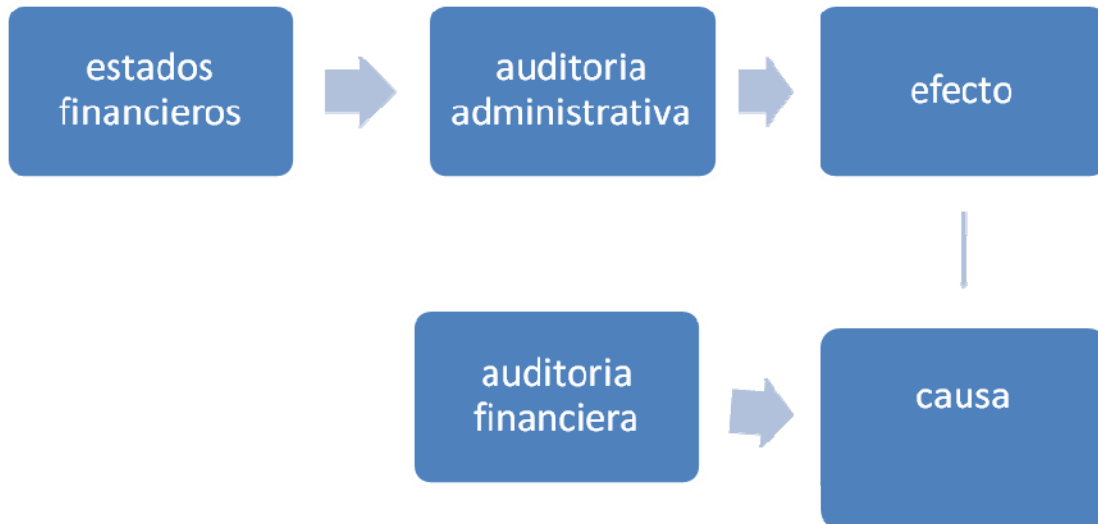 estados
financieros
auditoria
administrativa
efecto
auditoria
financiera
causa